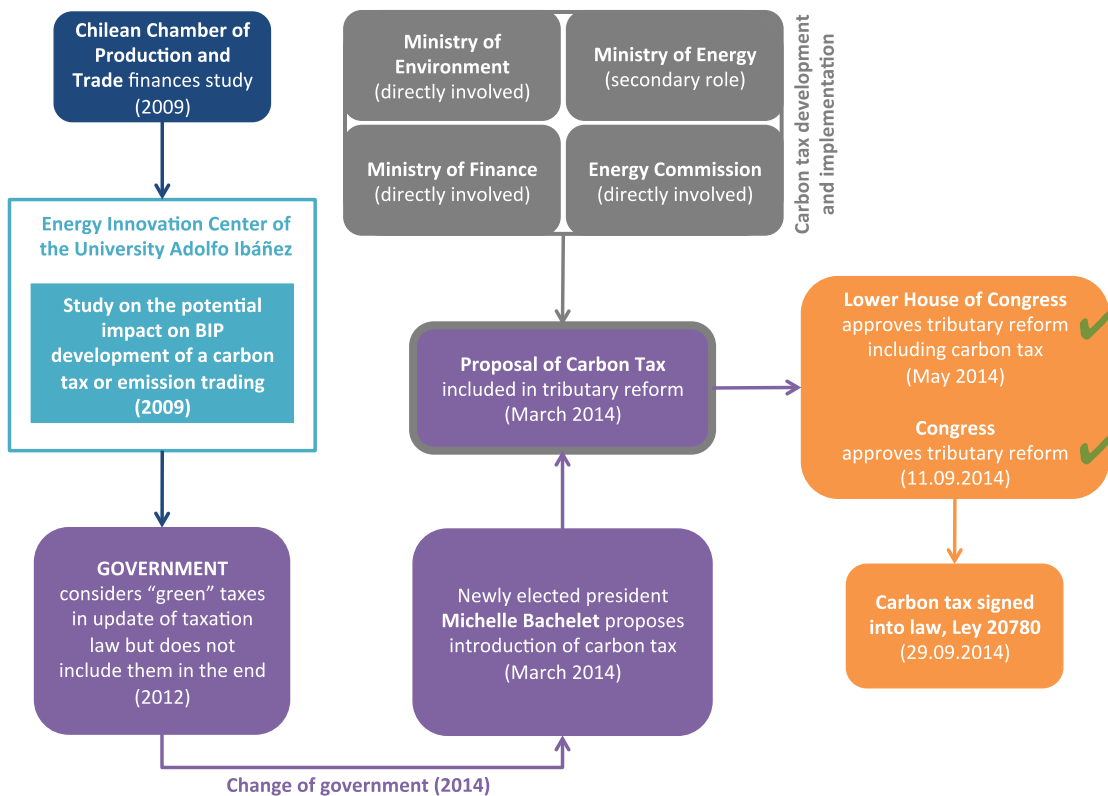 Chilean Chamber of
Production and
Trade finances study
(2009)
Energy Innovation Center of
the University Adolfo Ibáñez
Study on the potential
impact on BIP
development of a carbon
tax or emission trading
(2009)
GOVERNMENT
considers “green” taxes
in update of taxation
law but does not
include them in the end
(2012)
Change of government (2014)
Ministry of
Environment
(directly involved)
Ministry of Energy
(secondary role)
Ministry of Finance
(directly involved)
Energy Commission
(directly involved)
Carbon tax development
and implementation
Proposal of Carbon Tax
included in tributary reform
(March 2014)
Newly elected president
Michelle Bachelet proposes
introduction of carbon tax
(March 2014)
Lower House of Congress
approves tributary reform
including carbon tax
(May 2014)
Congress
approves tributary reform
(11.09.2014)
Carbon tax signed
into law, Ley 20780
(29.09.2014)